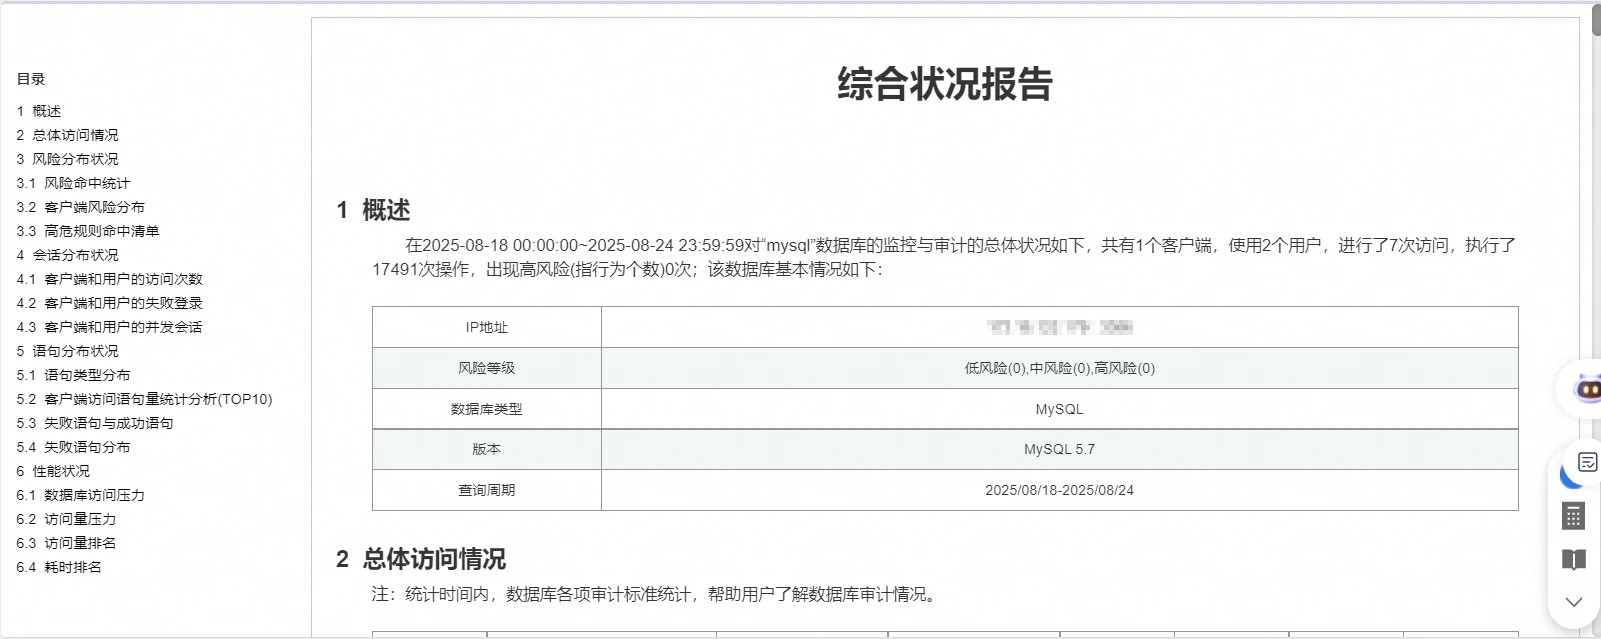 目录
1 概述
2 总体访问情况
3 风险分布状况
3.1 风险命中统计
3.2 客户端风险分布
3.3 高危规则命中清单
4 会话分布状况
4.1 客户端和用户的访问次数
4.2 客户端和用户的失败登录
4.3 客户端和用户的并发会话
5 语句分布状况
5.1 语句类型分布
5.2 客户端访问语句量统计分析(TOP10)
5.3 失败语句与成功语句
5.4 失败语句分布
6 性能状况
6.1 数据库访问压力
6.2 访问量压力
6.3 访问量排名
6.4 耗时排名
综合状况报告
1 概述
在2025-08-18 00:00:00~2025-08-24 23:59:59对“mysql”数据库的监控与审计的总体状况如下，共有1个客户端，使用2个用户，进行了7次访问，执行了
17491次操作，出现高风险(指行为个数)0次；该数据库基本情况如下：
IP地址
风险等级 低风险(0),中风险(0),高风险(0)
数据库类型 MySQL
版本 MySQL 5.7
查询周期 2025/08/18-2025/08/24
2 总体访问情况
注：统计时间内，数据库各项审计标准统计，帮助用户了解数据库审计情况。